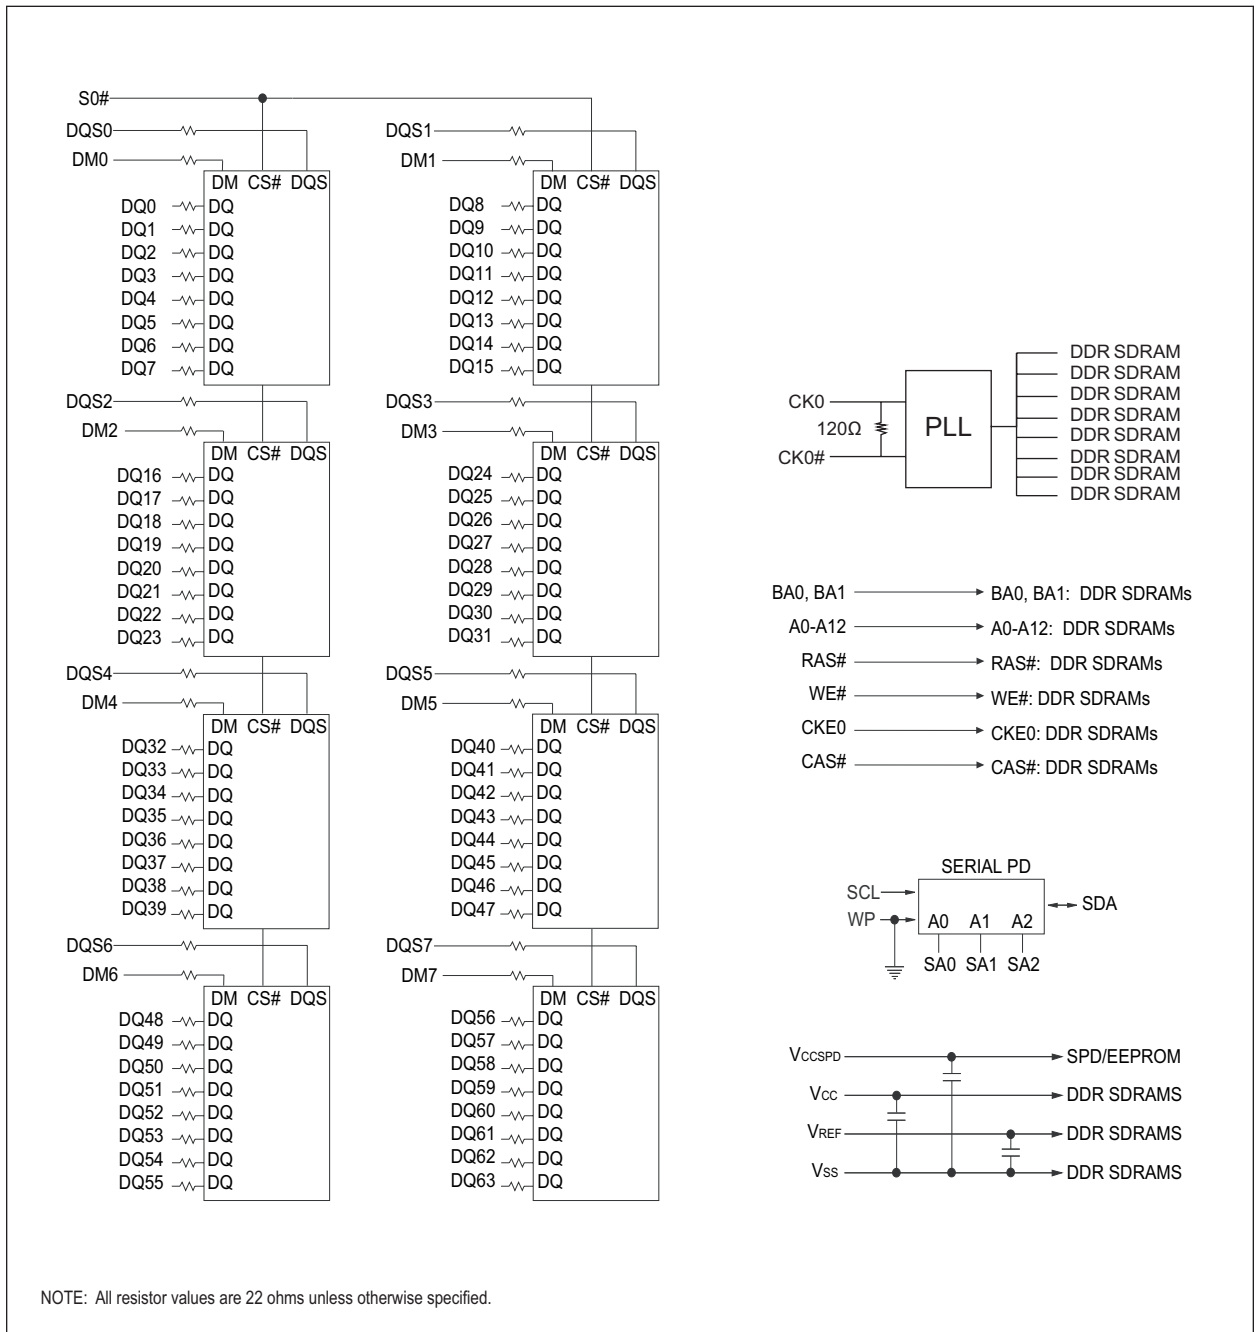 S0#
DQS0
DM0
DM CS# DQS
DQ0 DQ
DQ1 DQ
DQ2 DQ
DQ3 DQ
DQ4 DQ
DQ5 DQ
DQ6 DQ
DQ7 DQ
DQS2
DM2
DM CS# DQS
DQ16 DQ
DQ17 DQ
DQ18 DQ
DQ19 DQ
DQ20 DQ
DQ21 DQ
DQ22 DQ
DQ23 DQ
DQS4
DM4
DM CS# DQS
DQ32 DQ
DQ33 DQ
DQ34 DQ
DQ35 DQ
DQ36 DQ
DQ37 DQ
DQ38 DQ
DQ39 DQ
DQS6
DM6
DM CS# DQS
DQ48 DQ
DQ49 DQ
DQ50 DQ
DQ51 DQ
DQ52 DQ
DQ53 DQ
DQ54 DQ
DQ55 DQ
DQS1
DM1
DM CS# DQS
DQ8 DQ
DQ9 DQ
DQ10 DQ
DQ11 DQ
DQ12 DQ
DQ13 DQ
DQ14 DQ
DQ15 DQ
DQS3
DM3
DM CS# DQS
DQ24 DQ
DQ25 DQ
DQ26 DQ
DQ27 DQ
DQ28 DQ
DQ29 DQ
DQ30 DQ
DQ31 DQ
DQS5
DM5
DM CS# DQS
DQ40 DQ
DQ41 DQ
DQ42 DQ
DQ43 DQ
DQ44 DQ
DQ45 DQ
DQ46 DQ
DQ47 DQ
DQS7
DM7
DM CS# DQS
DQ56 DQ
DQ57 DQ
DQ58 DQ
DQ59 DQ
DQ60 DQ
DQ61 DQ
DQ62 DQ
DQ63 DQ
CK0
120Ω
CK0#
PLL
DDR SDRAM
DDR SDRAM
DDR SDRAM
DDR SDRAM
DDR SDRAM
DDR SDRAM
DDR SDRAM
DDR SDRAM
BA0, BA1 BA0, BA1: DDR SDRAMs
A0-A12 A0-A12: DDR SDRAMs
RAS# RAS#: DDR SDRAMs
WE# WE#: DDR SDRAMs
CKE0 CKE0: DDR SDRAMs
CAS# CAS#: DDR SDRAMs
SERIAL PD
SCL
WP
SDA
A0 A1 A2
SA0 SA1 SA2
VCCSPD SPD/EEPROM
VCC DDR SDRAMS
VREF DDR SDRAMS
VSS DDR SDRAMS
NOTE: All resistor values are 22 ohms unless otherwise specified.